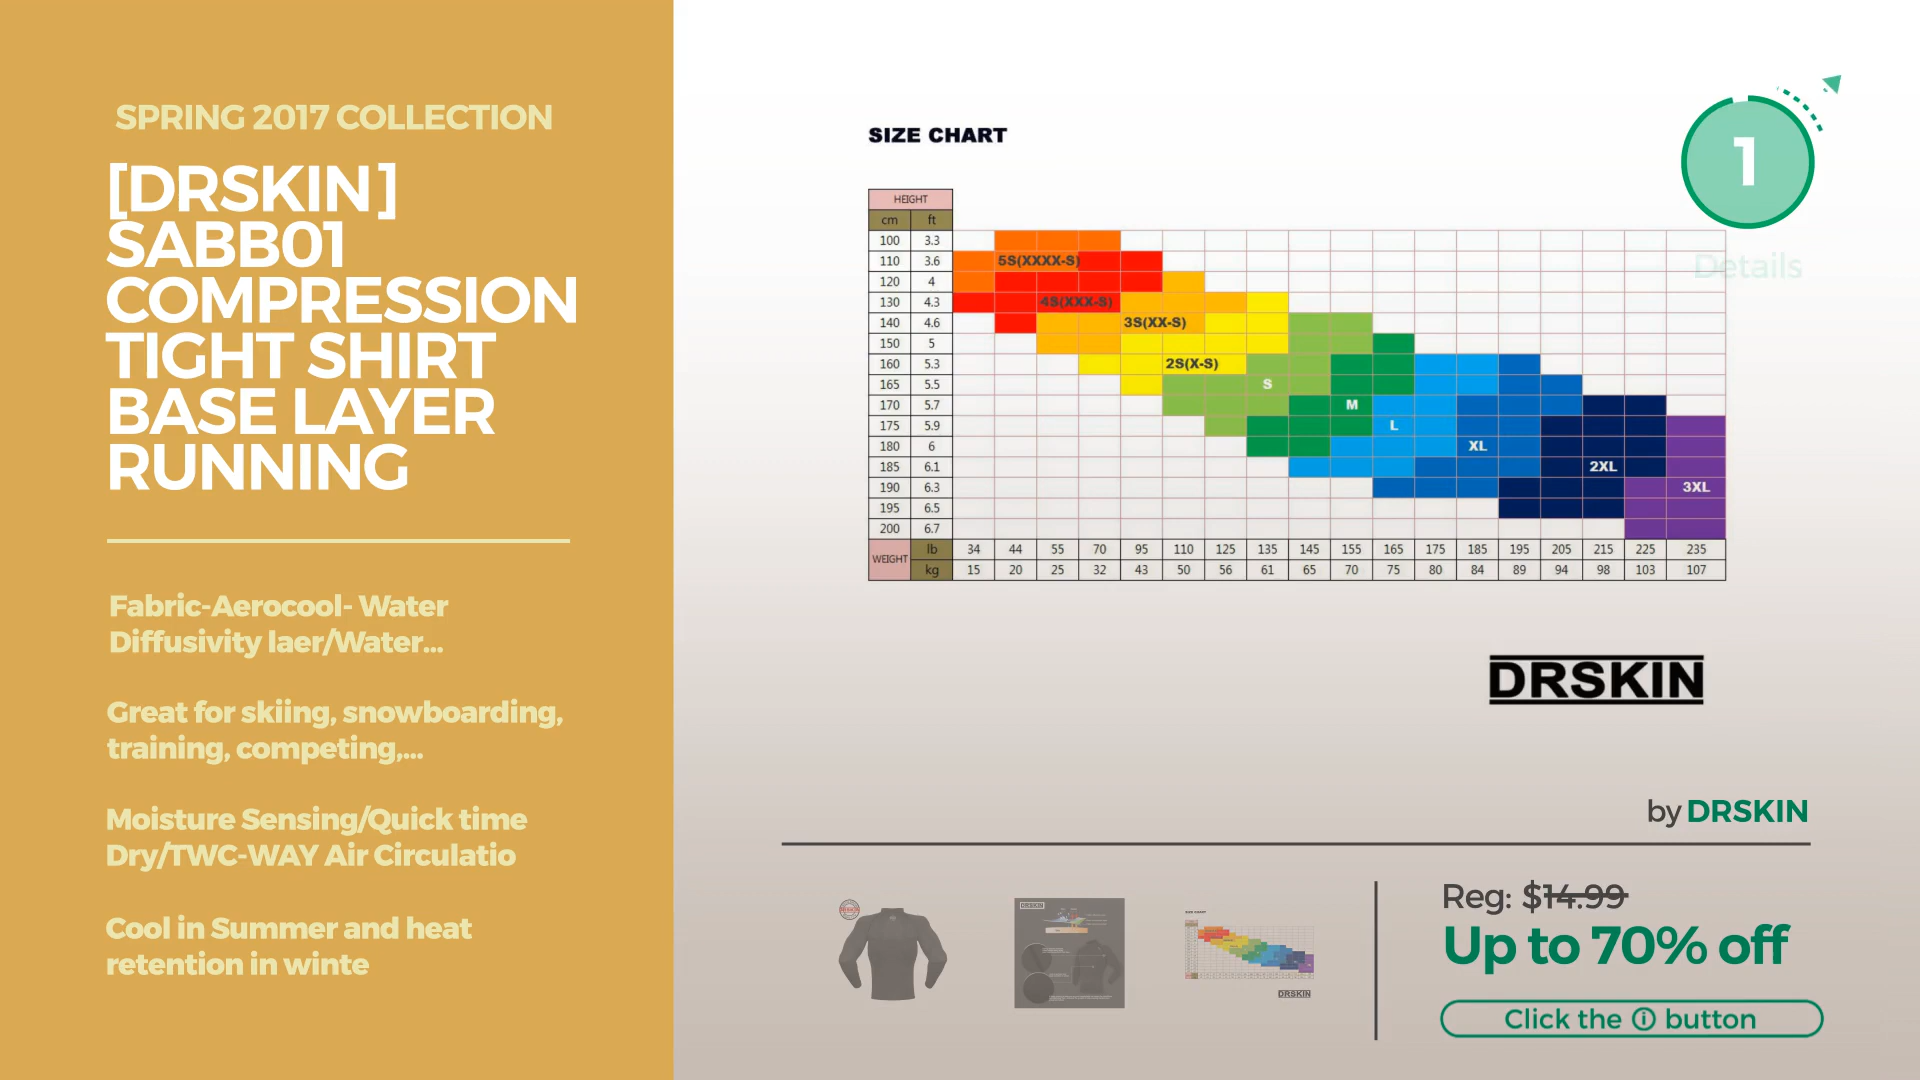 SPRING 2017 COLLECTION
[DRSKIN]
SABB01
COMPRESSION
TIGHT SHIRT
BASE LAYER
RUNNING
Fabric-Aerocool- Water
Diffusivity laer/Water...
Great for skiing, snowboarding,
training, competing,...
Moisture Sensing/Quick time
Dry/TWC-WAY Air Circulatio
Cool in Summer and heat
retention in winte
1
Details
SIZE CHART
HEIGHT
cm ft
100 3.3
110 3.6 5S(XXXX-S)
120 4
130 4.3 4S(XXX-S)
140 4.6 3S(XX-S)
150 5
160 5.3 2S(X-S)
165 5.5 S
170 5.7 M
175 5.9 L
180 6 XL
185 6.1 2XL
190 6.3 3XL
195 6.5
200 6.7
WEIGHT lb 34 44 55 70 95 110 125 135 145 155 165 175 185 195 205 215 225 235
kg 15 20 25 32 43 50 56 61 65 70 75 80 84 89 94 98 103 107
DRSKIN
by DRSKIN
SIZE CHART
DRSKIN
Reg: $14.99
Up to 70% off
Click the ⓘ button